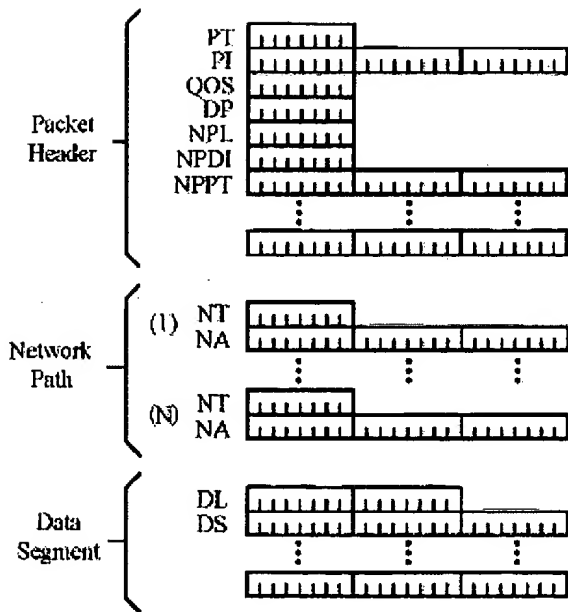 Packet
Header
PT
PI
QOS
DP
NPL
NPDI
NPPT
Network
Path
(1)
NT
NA
(N)
NT
NA
Data
Segment
DL
DS